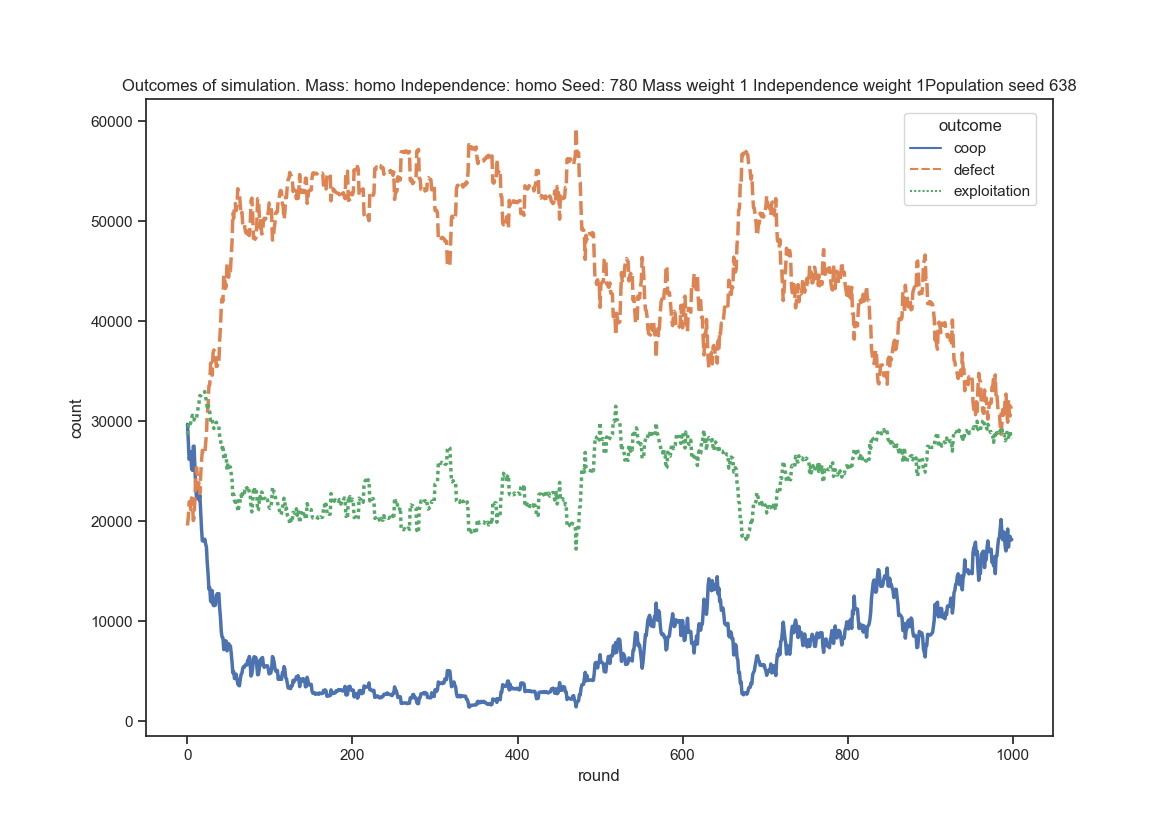 Outcomes of simulation. Mass: homo Independence: homo Seed: 780 Mass weight 1 Independence weight 1Population seed 638
60000
50000
40000
30000
20000
10000
0
count
outcome
coop
defect
exploitation
0 200 400 600 800 1000
round